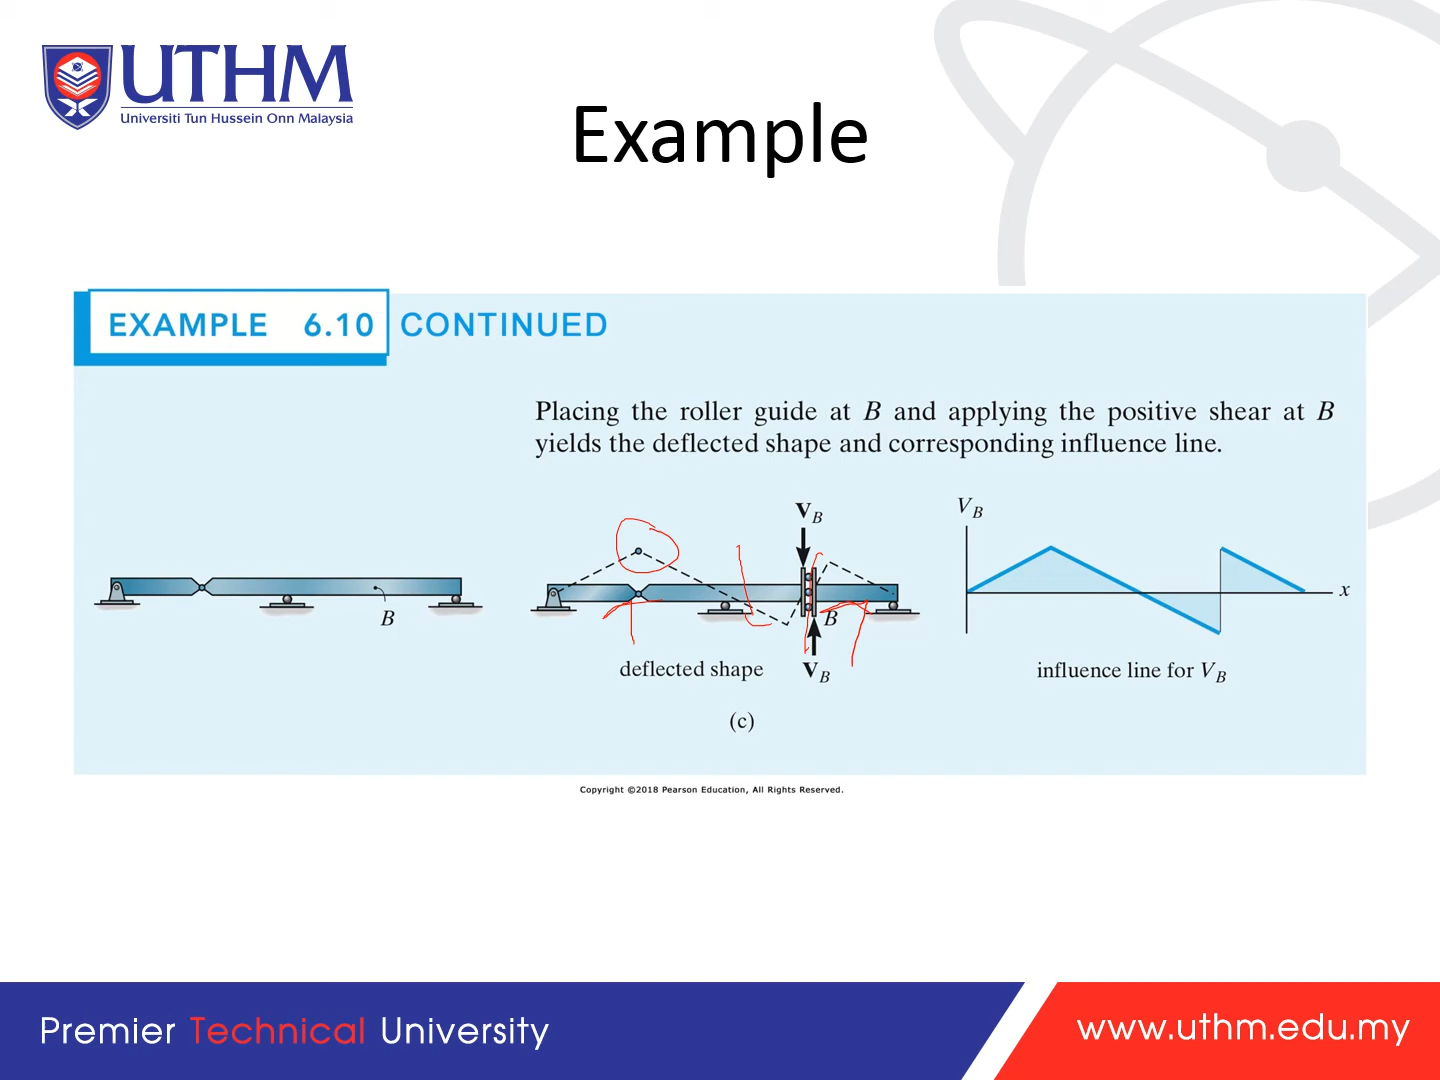 UTHM
Universiti Tun Hussein Onn Malaysia
Example
EXAMPLE 6.10 CONTINUED
Placing the roller guide at B and applying the positive shear at B
yields the deflected shape and corresponding influence line.
B
V_B
B
V_B
deflected shape
(c)
V_B
x
influence line for V_B
Copyright ©2018 Pearson Education, All Rights Reserved.
Premier Technical University
www.uthm.edu.my